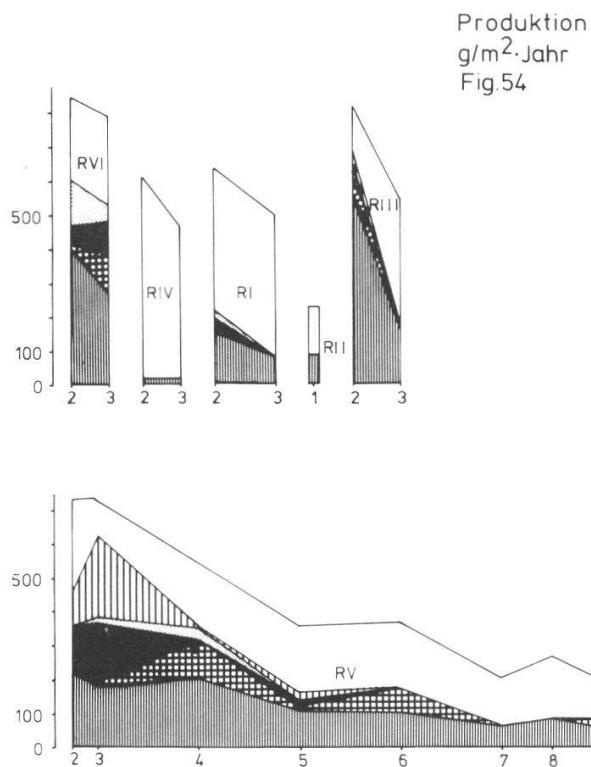 Produktion
g/m²·Jahr
Fig.54
RVI
RIV
RI
RII
RIII
500
100
0
2 3 2 3 2 3 1 2 3
500
RV
100
0
2 3 4 5 6 7 8